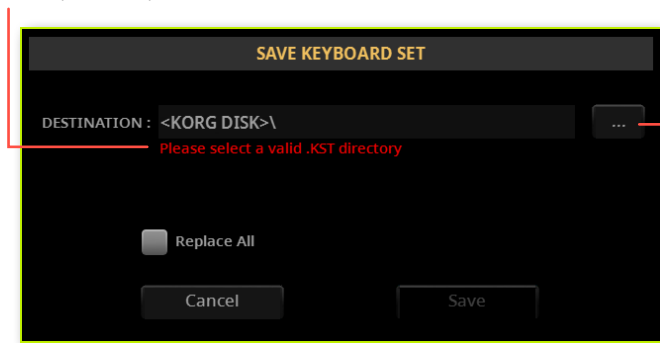 SAVE KEYBOARD SET
DESTINATION : <KORG DISK>\ ...
Please select a valid .KST directory
Replace All
Cancel Save